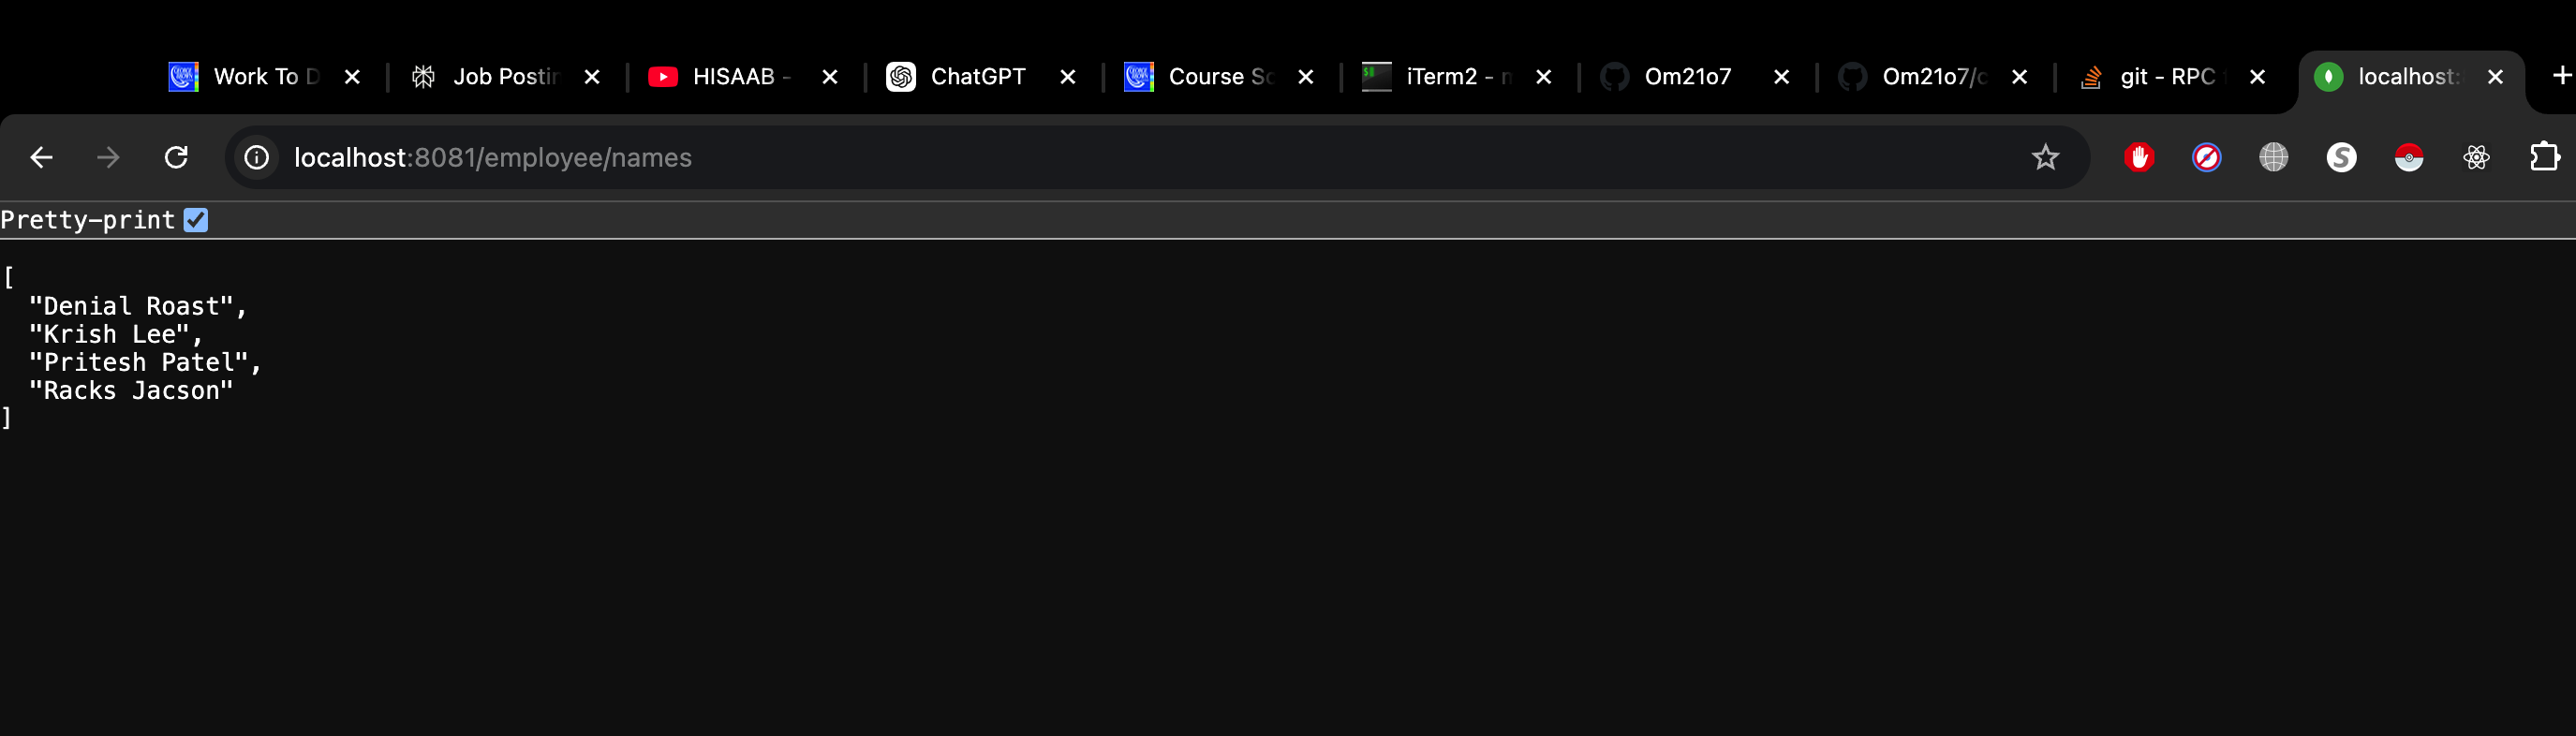 Work To D
Job Postin
HISAAB -
ChatGPT
Course Sc
iTerm2 -
Om21o7
Om21o7/c
git - RPC
localhost:
localhost:8081/employee/names
Pretty-print
[
"Denial Roast",
"Krish Lee",
"Pritesh Patel",
"Racks Jacson"
]